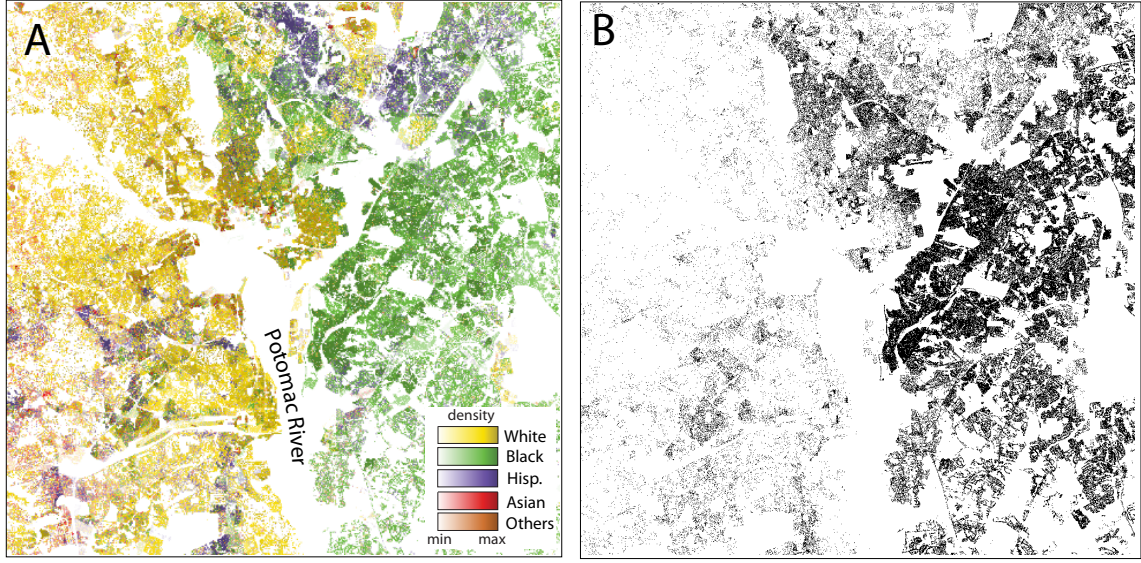 A
B
Potomac River
density
White
Black
Hisp.
Asian
Others
min max